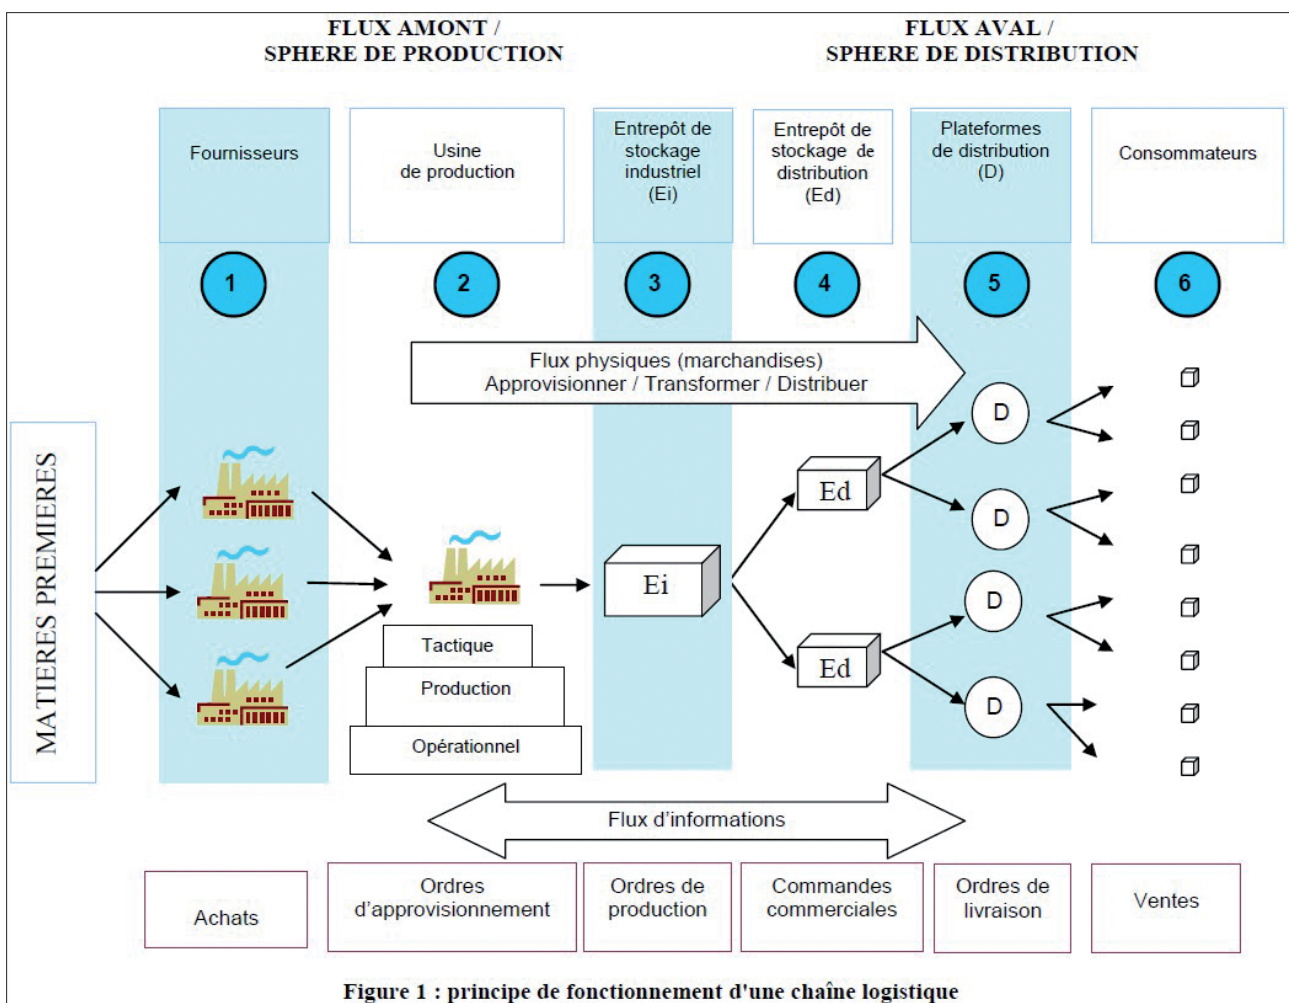 FLUX AMONT /
SPHERE DE PRODUCTION
FLUX AVAL /
SPHERE DE DISTRIBUTION
Fournisseurs
Usine
de production
Entrepôt de
stockage
industriel
(Ei)
Entrepôt de
stockage de
distribution
(Ed)
Plateformes
de distribution
(D)
Consommateurs
1
2
3
4
5
6
Flux physiques (marchandises)
Approvisionner / Transformer / Distribuer
MATIERES PREMIERES
D
Ed
D
Ei
D
Ed
D
Tactique
Production
Opérationnel
Flux d'informations
Achats
Ordres
d'approvisionnement
Ordres de
production
Commandes
commerciales
Ordres de
livraison
Ventes
Figure 1 : principe de fonctionnement d'une chaîne logistique